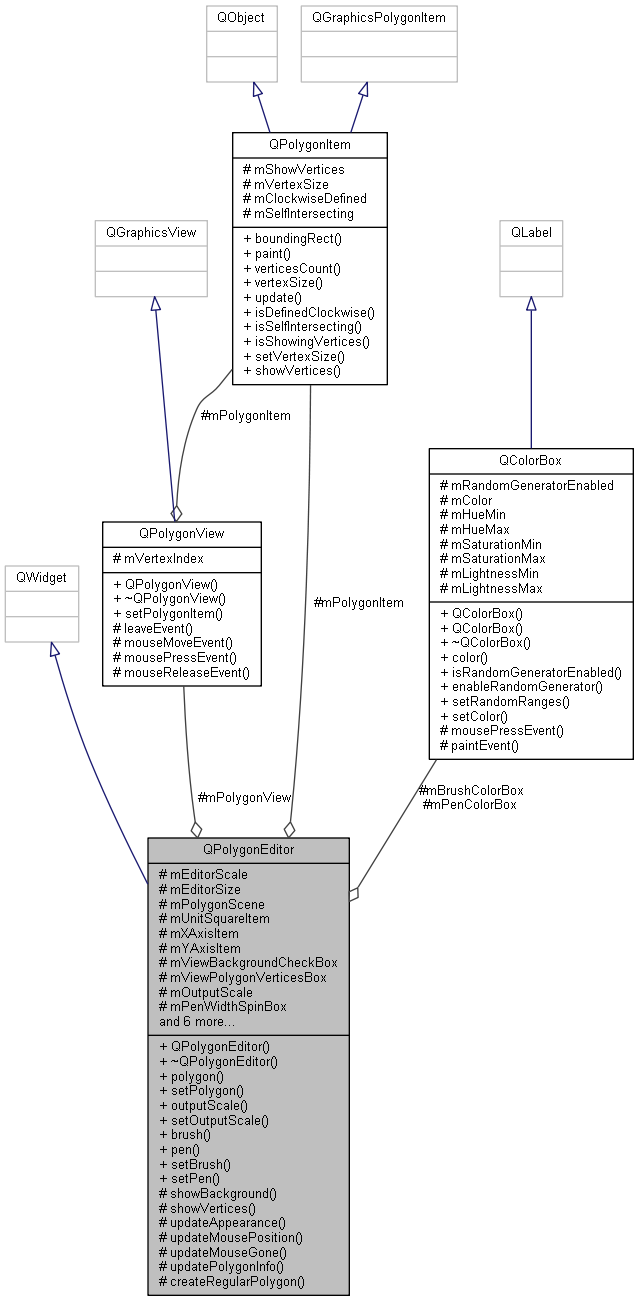 QObject
QGraphicsPolygonItem
QPolygonItem
# mShowVertices
# mVertexSize
# mClockwiseDefined
# mSelfIntersecting
+ boundingRect()
+ paint()
+ verticesCount()
+ vertexSize()
+ update()
+ isDefinedClockwise()
+ isSelfIntersecting()
+ isShowingVertices()
+ setVertexSize()
+ showVertices()
QGraphicsView
QLabel
#mPolygonItem
QColorBox
# mRandomGeneratorEnabled
# mColor
# mHueMin
# mHueMax
# mSaturationMin
# mSaturationMax
# mLightnessMin
# mLightnessMax
+ QColorBox()
+ QColorBox()
+ ~QColorBox()
+ color()
+ isRandomGeneratorEnabled()
+ enableRandomGenerator()
+ setRandomRanges()
+ setColor()
# mousePressEvent()
# paintEvent()
QPolygonView
# mVertexIndex
+ QPolygonView()
+ ~QPolygonView()
+ setPolygonItem()
# leaveEvent()
# mouseMoveEvent()
# mousePressEvent()
# mouseReleaseEvent()
QWidget
#mPolygonItem
#mPolygonView
#mBrushColorBox
#mPenColorBox
QPolygonEditor
# mEditorScale
# mEditorSize
# mPolygonScene
# mUnitSquareItem
# mXAxisItem
# mYAxisItem
# mViewBackgroundCheckBox
# mViewPolygonVerticesBox
# mOutputScale
# mPenWidthSpinBox
and 6 more...
+ QPolygonEditor()
+ ~QPolygonEditor()
+ polygon()
+ setPolygon()
+ outputScale()
+ setOutputScale()
+ brush()
+ pen()
+ setBrush()
+ setPen()
# showBackground()
# showVertices()
# updateAppearance()
# updateMousePosition()
# updateMouseGone()
# updatePolygonInfo()
# createRegularPolygon()